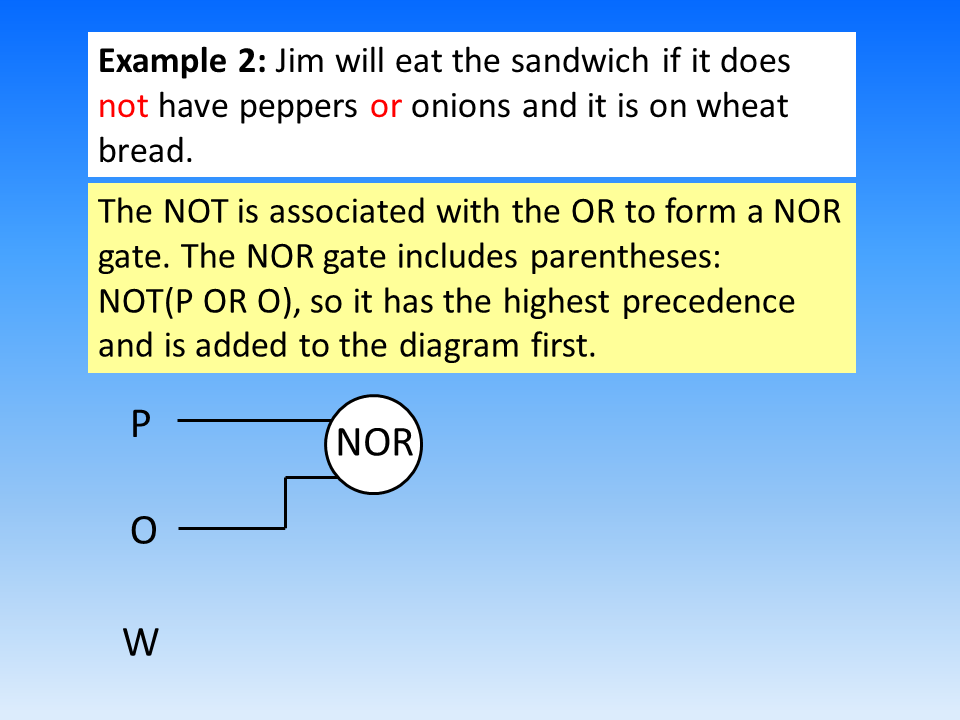 Example 2: Jim will eat the sandwich if it does
not have peppers or onions and it is on wheat
bread.
The NOT is associated with the OR to form a NOR
gate. The NOR gate includes parentheses:
NOT(P OR O), so it has the highest precedence
and is added to the diagram first.
P
NOR
O
W